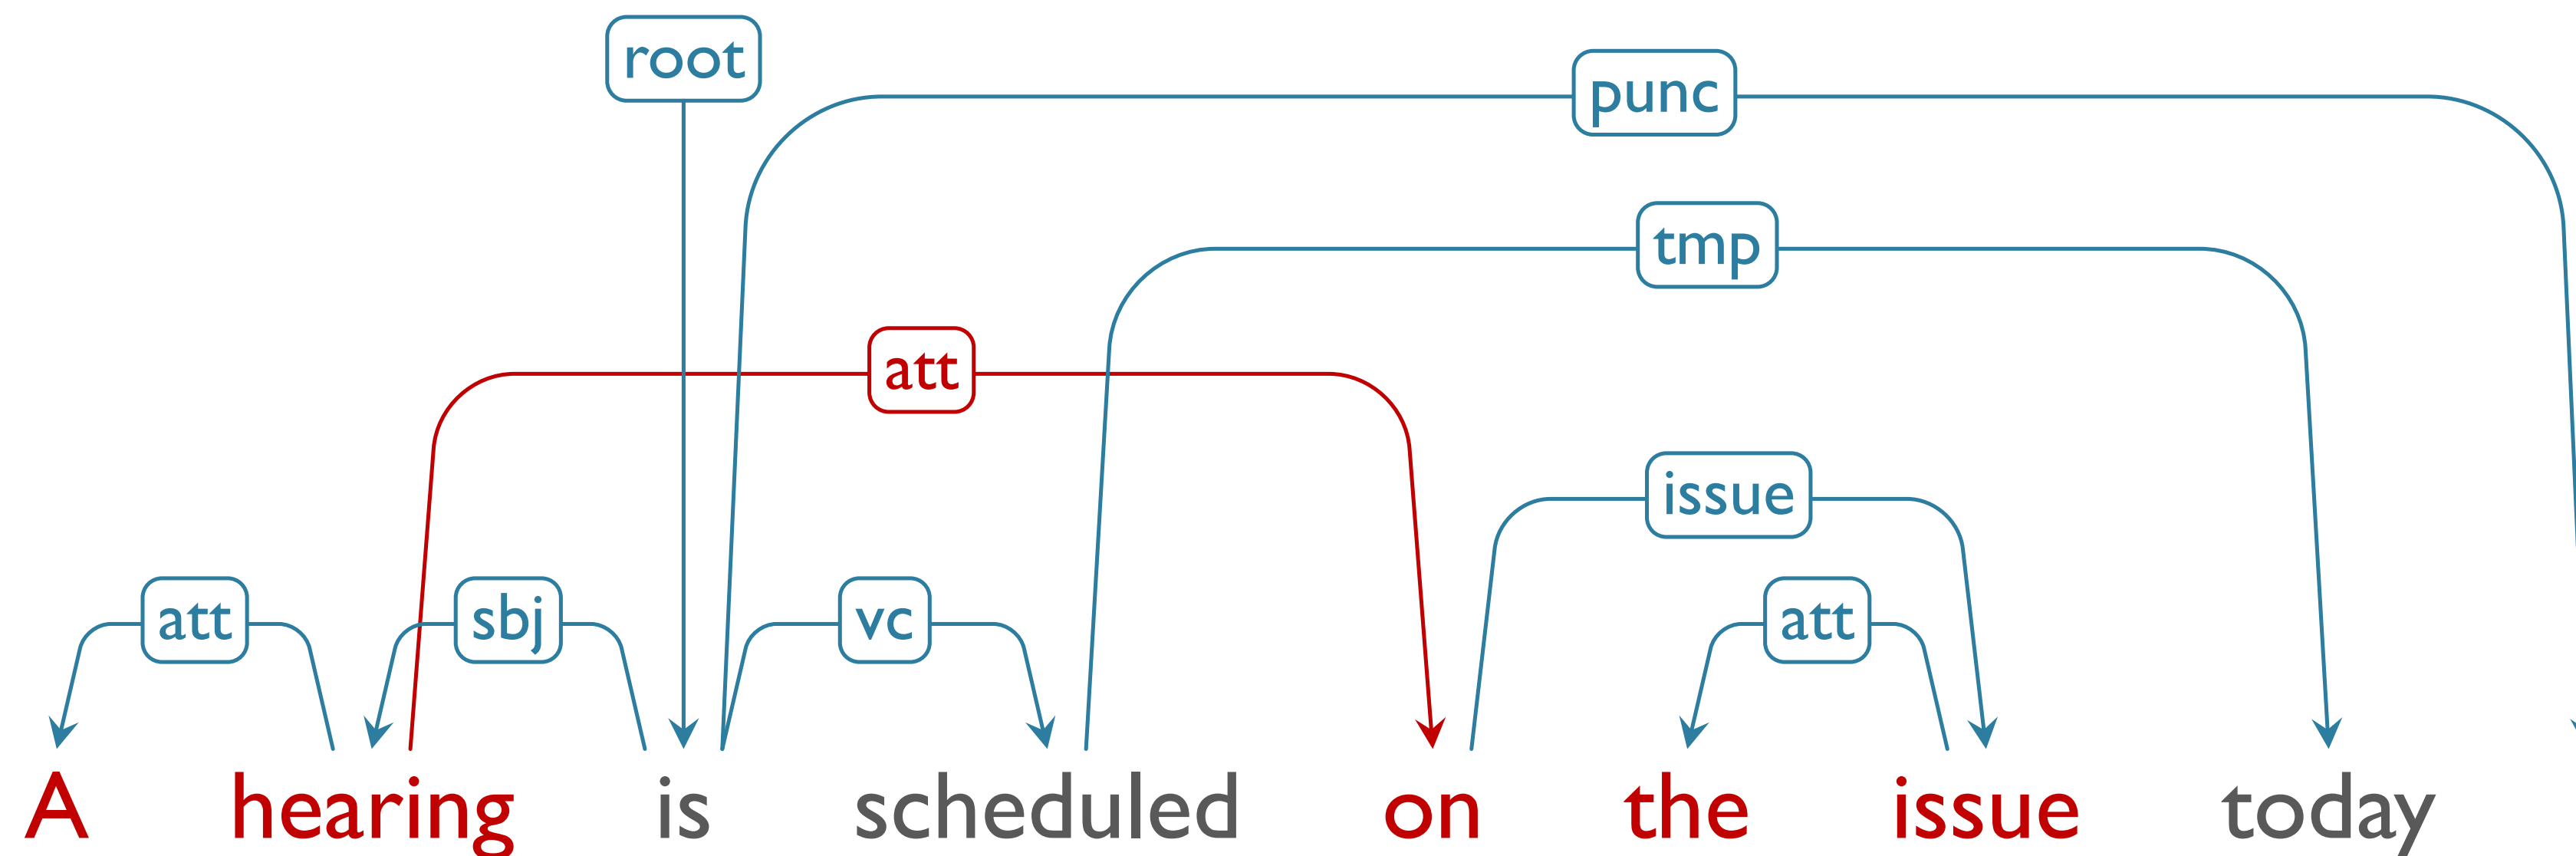 root
punc
tmp
att
issue
att sbj vc att
A hearing is scheduled on the issue today